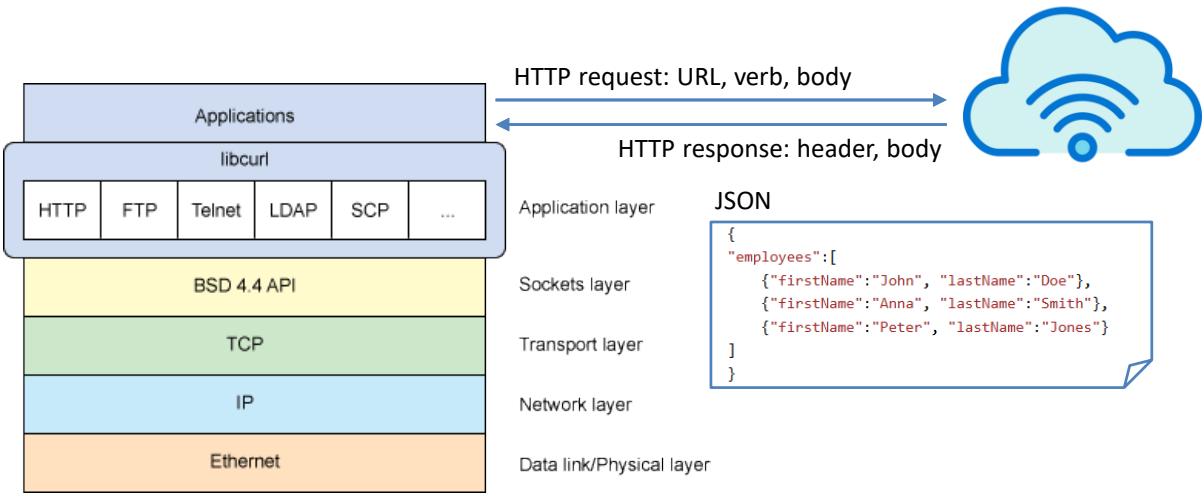 HTTP request: URL, verb, body
Applications
HTTP response: header, body
libcurl
HTTP FTP Telnet LDAP SCP ...
Application layer
JSON
{
"employees":[
{"firstName":"John", "lastName":"Doe"},
{"firstName":"Anna", "lastName":"Smith"},
{"firstName":"Peter", "lastName":"Jones"}
]
}
BSD 4.4 API
Sockets layer
TCP
Transport layer
IP
Network layer
Ethernet
Data link/Physical layer